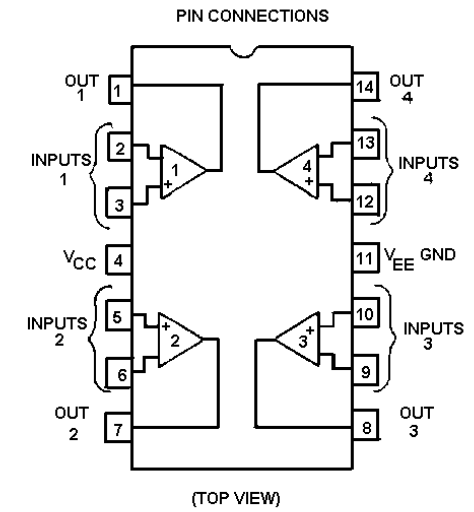 PIN CONNECTIONS
OUT 1
1
14
OUT 4
INPUTS 1
2
3
1
+
4
+
13
12
INPUTS 4
VCC
4
11
VEE GND
INPUTS 2
5
6
+
2
3
+
10
9
INPUTS 3
OUT 2
7
8
OUT 3
(TOP VIEW)